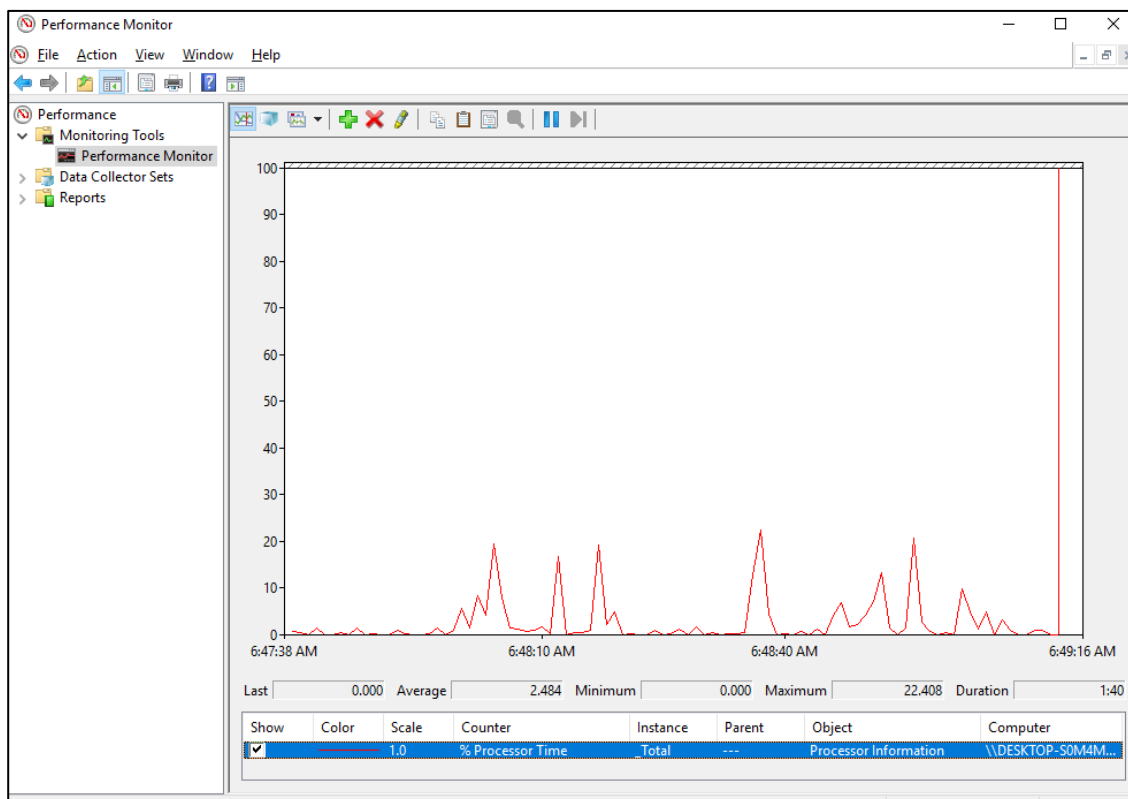 Performance Monitor
File Action View Window Help
Performance
Monitoring Tools
Performance Monitor
Data Collector Sets
Reports
100
90
80
70
60
50
40
30
20
10
0
6:47:38 AM 6:48:10 AM 6:48:40 AM 6:49:16 AM
Last 0.000 Average 2.484 Minimum 0.000 Maximum 22.408 Duration 1:40
Show Color Scale Counter Instance Parent Object Computer
1.0 % Processor Time _Total --- Processor Information \\DESKTOP-S0M4M...